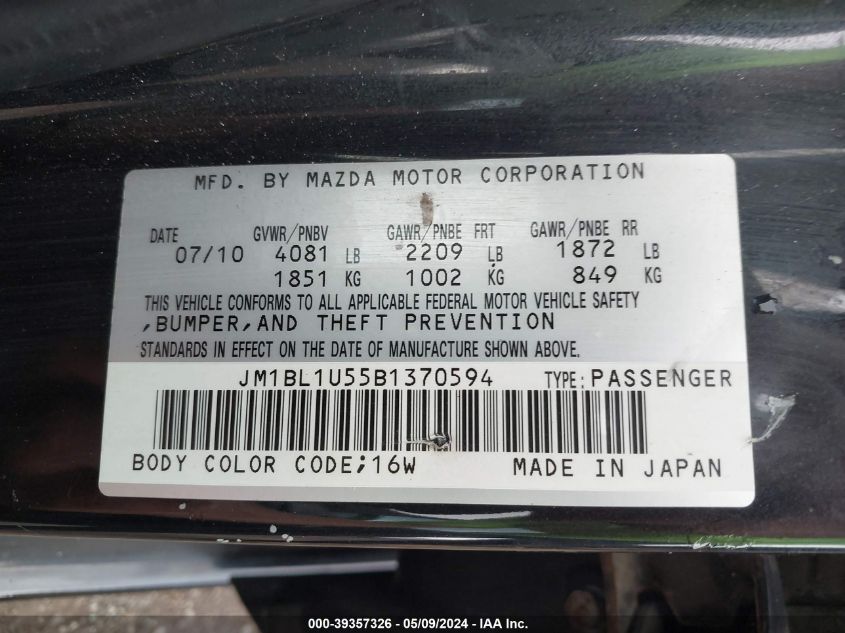 MFD. BY MAZDA MOTOR CORPORATION
DATE GVWR/PNBV GAWR/PNBE FRT GAWR/PNBE RR
07/10 4081 LB 2209 LB 1872 LB
1851 KG 1002 KG 849 KG
THIS VEHICLE CONFORMS TO ALL APPLICABLE FEDERAL MOTOR VEHICLE SAFETY
,BUMPER,AND THEFT PREVENTION
STANDARDS IN EFFECT ON THE DATE OF MANUFACTURE SHOWN ABOVE.
JM1BL1U55B1370594 TYPE:PASSENGER
BODY COLOR CODE;16W MADE IN JAPAN
000-39357326 - 05/09/2024 - IAA Inc.